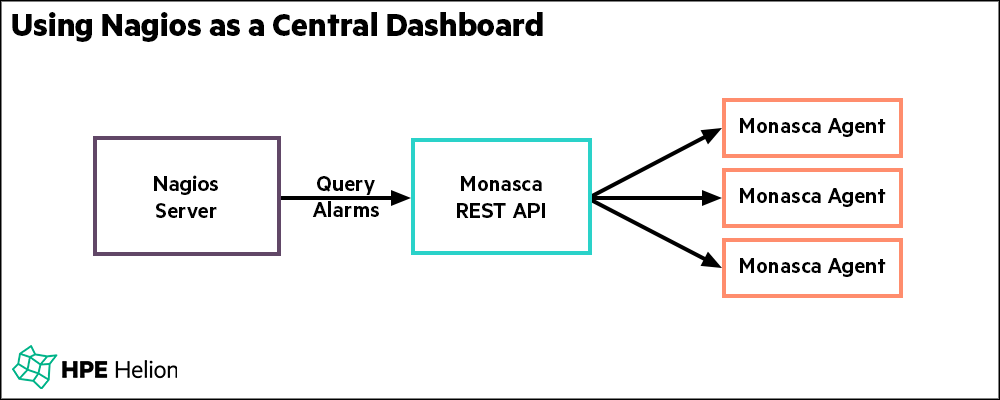 Using Nagios as a Central Dashboard
Nagios
Server
Query
Alarms
Monasca
REST API
Monasca Agent
Monasca Agent
Monasca Agent
HPE Helion